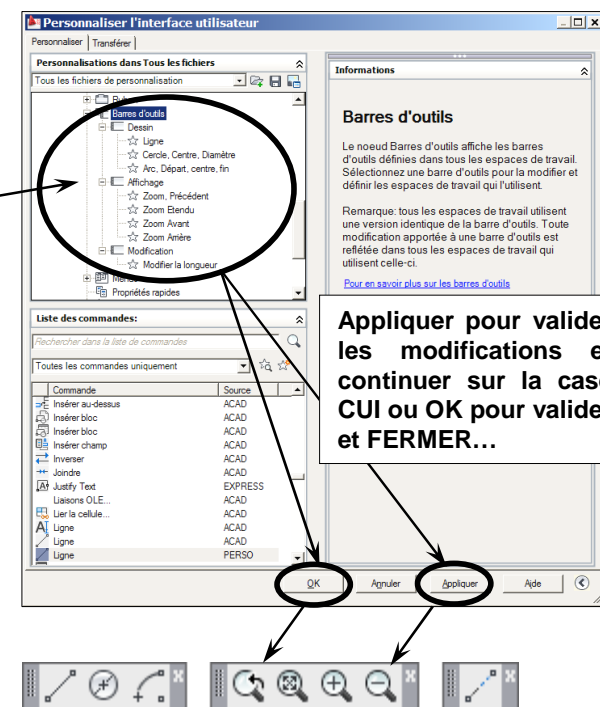 Personnaliser l'interface utilisateur
Personnaliser
Transférer
Personnalisations dans Tous les fichiers
Tous les fichiers de personnalisation
Barres d'outils
Dessin
Ligne
Cercle, Centre, Diamètre
Arc, Départ, centre, fin
Affichage
Zoom, Précédent
Zoom Etendu
Zoom Avant
Zoom Arrière
Modification
Modifier la longueur
Propriétés rapides
Liste des commandes:
Rechercher dans la liste de commandes
Toutes les commandes uniquement
Commande Source
Insérer au-dessus ACAD
Insérer bloc ACAD
Insérer bloc ACAD
Insérer champ ACAD
Inverser ACAD
Joindre ACAD
Justify Text EXPRESS
Liaisons OLE... ACAD
Lier la cellule... ACAD
Ligne ACAD
Ligne ACAD
Ligne PERSO
Informations
Barres d'outils
Le noeud Barres d'outils affiche les barres
d'outils définies dans tous les espaces de travail.
Sélectionnez une barre d'outils pour la modifier et
définir les espaces de travail qui l'utilisent.
Remarque: tous les espaces de travail utilisent
une version identique de la barre d'outils. Toute
modification apportée à une barre d'outils est
reflétée dans tous les espaces de travail qui
utilisent celle-ci.
Pour en savoir plus sur les barres d'outils
Appliquer pour valide
les modifications e
continuer sur la case
CUI ou OK pour valide
et FERMER…
OK Annuler Appliquer Aide